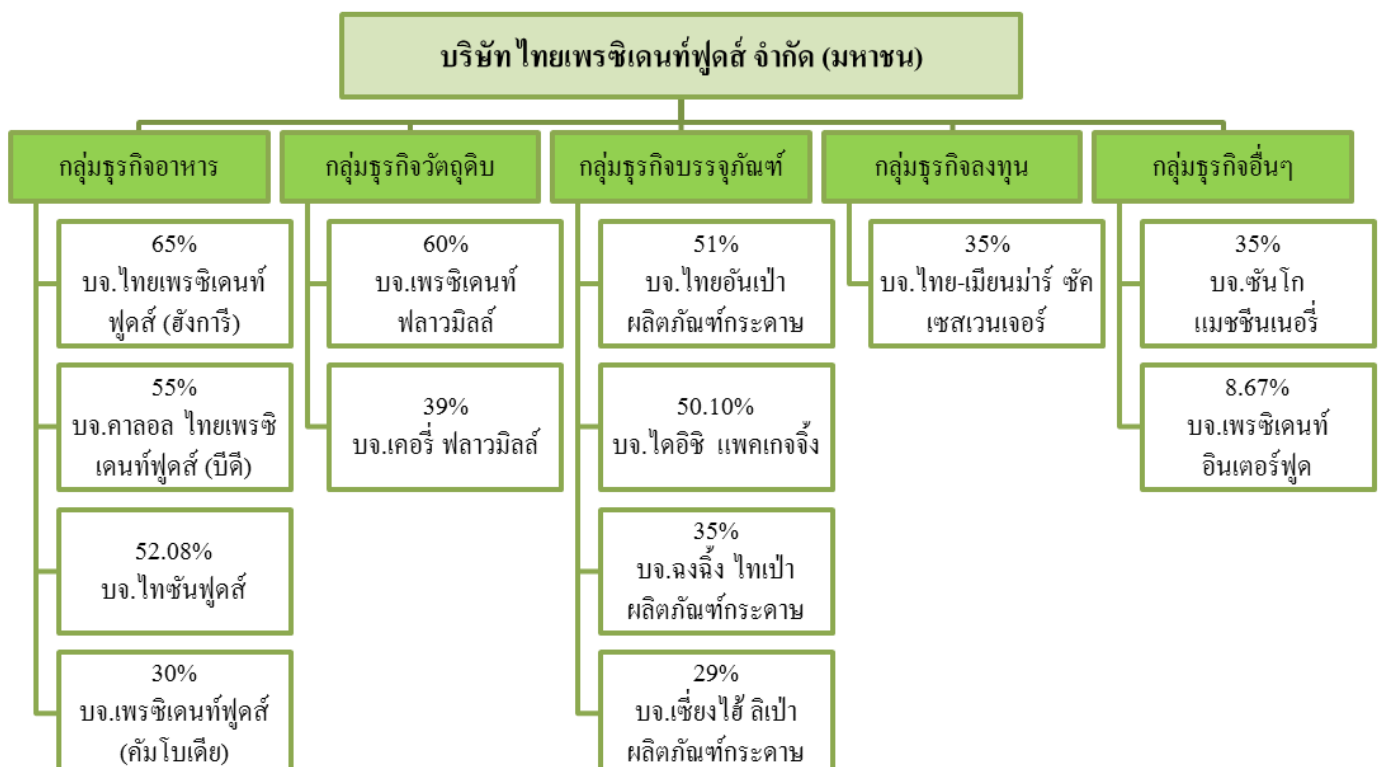 บริษัท ไทยเพรซิเดนท์ฟูดส์ จำกัด (มหาชน)
กลุ่มธุรกิจอาหาร
65%
บจ.ไทยเพรซิเดนท์
ฟูดส์ (ฮังการี)
55%
บจ.คาลอล ไทยเพรซิ
เดนท์ฟูดส์ (บีดี)
52.08%
บจ.ไทซันฟูดส์
30%
บจ.เพรซิเดนท์ฟูดส์
(คัมโบเดีย)
กลุ่มธุรกิจวัตถุดิบ
60%
บจ.เพรซิเดนท์
ฟลาวมิลล์
39%
บจ.เคอรี่ ฟลาวมิลล์
กลุ่มธุรกิจบรรจุภัณฑ์
51%
บจ.ไทยอันเป่า
ผลิตภัณฑ์กระดาษ
50.10%
บจ.ไดอิชิ แพคเกจจิ้ง
35%
บจ.ฉงฉิ้ง ไทเป่า
ผลิตภัณฑ์กระดาษ
29%
บจ.เซี่ยงไฮ้ ลิเป่า
ผลิตภัณฑ์กระดาษ
กลุ่มธุรกิจลงทุน
35%
บจ.ไทย-เมียนม่าร์ ซัค
เซสเวนเจอร์
กลุ่มธุรกิจอื่นๆ
35%
บจ.ซันโก
แมชชีนเนอรี่
8.67%
บจ.เพรซิเดนท์
อินเตอร์ฟูด